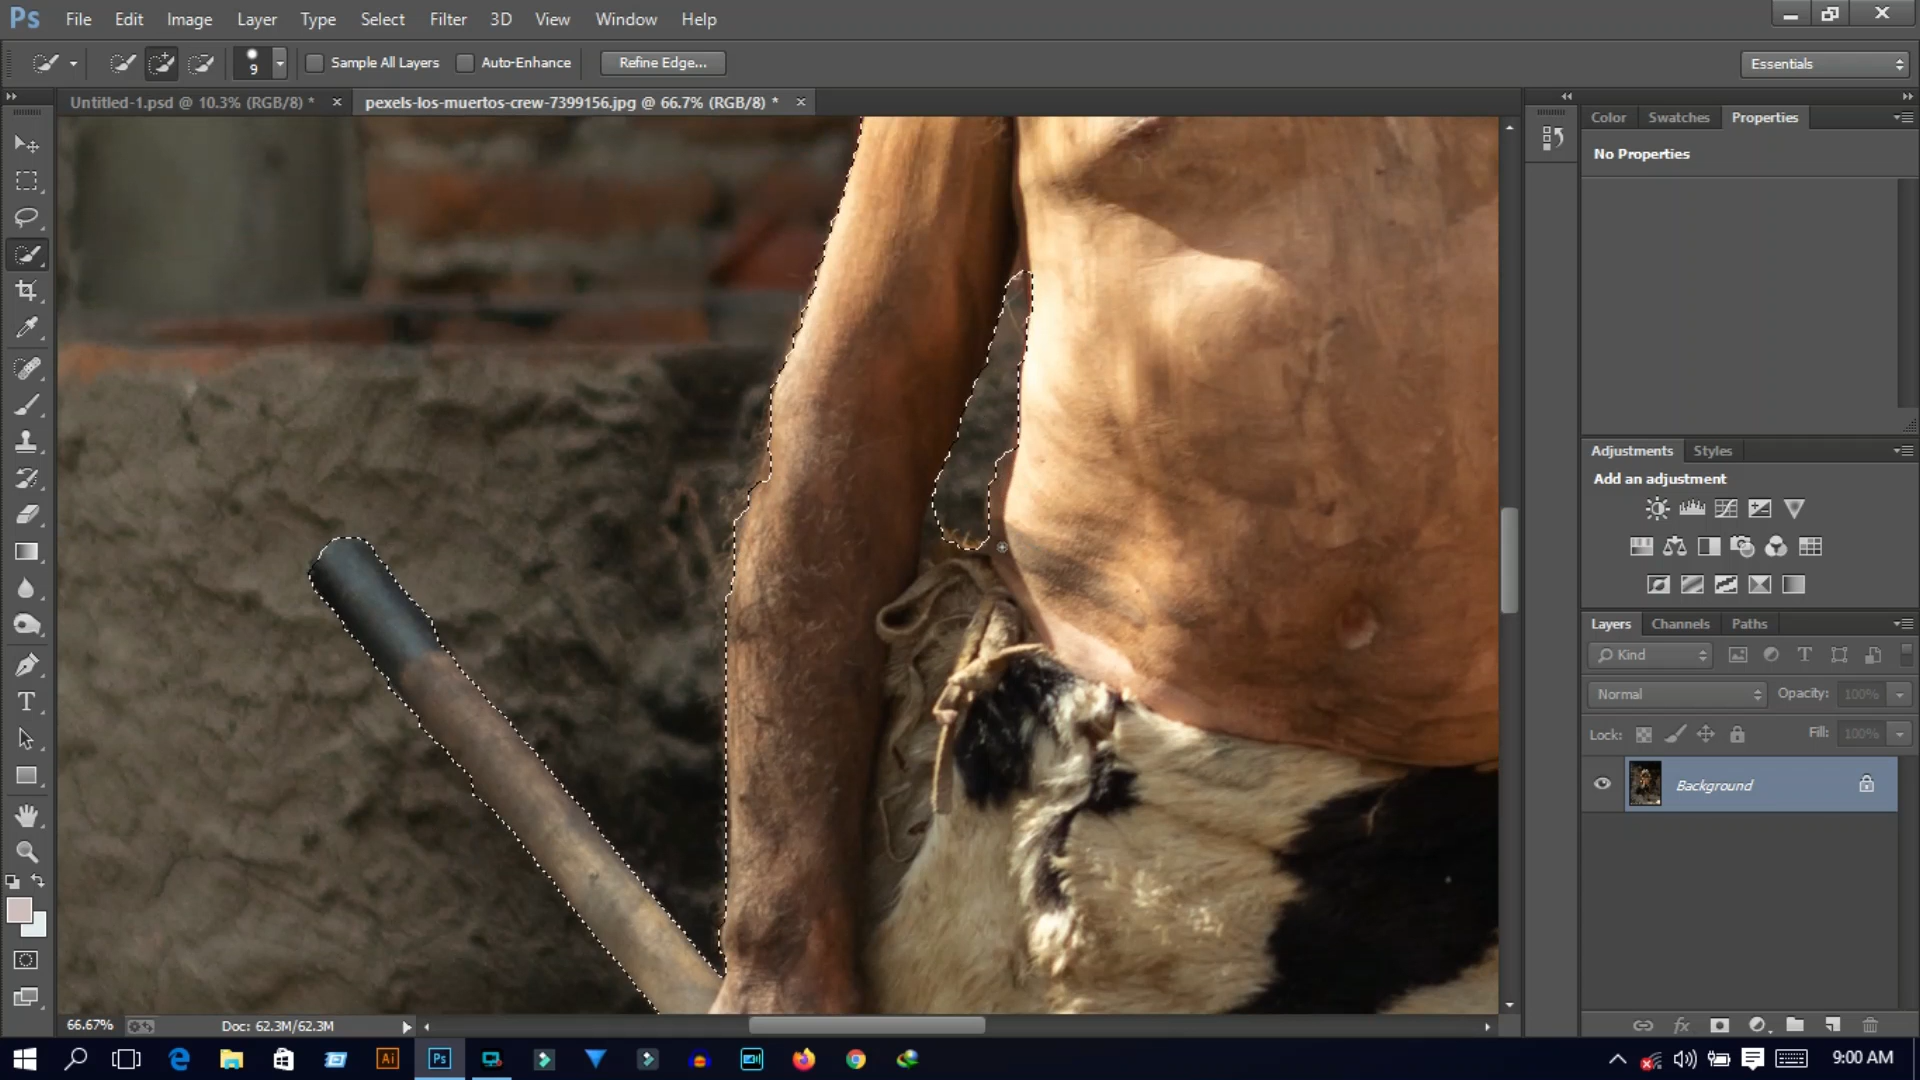 Ps File Edit Image Layer Type Select Filter 3D View Window Help
9 Sample All Layers Auto-Enhance Refine Edge... Essentials
Untitled-1.psd @ 10.3% (RGB/8) * × pexels-los-muertos-crew-7399156.jpg @ 66.7% (RGB/8) * ×
Color Swatches Properties
No Properties
Adjustments Styles
Add an adjustment
Layers Channels Paths
Kind
Normal Opacity: 100%
Lock: Fill: 100%
Background
66.67% Doc: 62.3M/62.3M
Ai Ps 9:00 AM